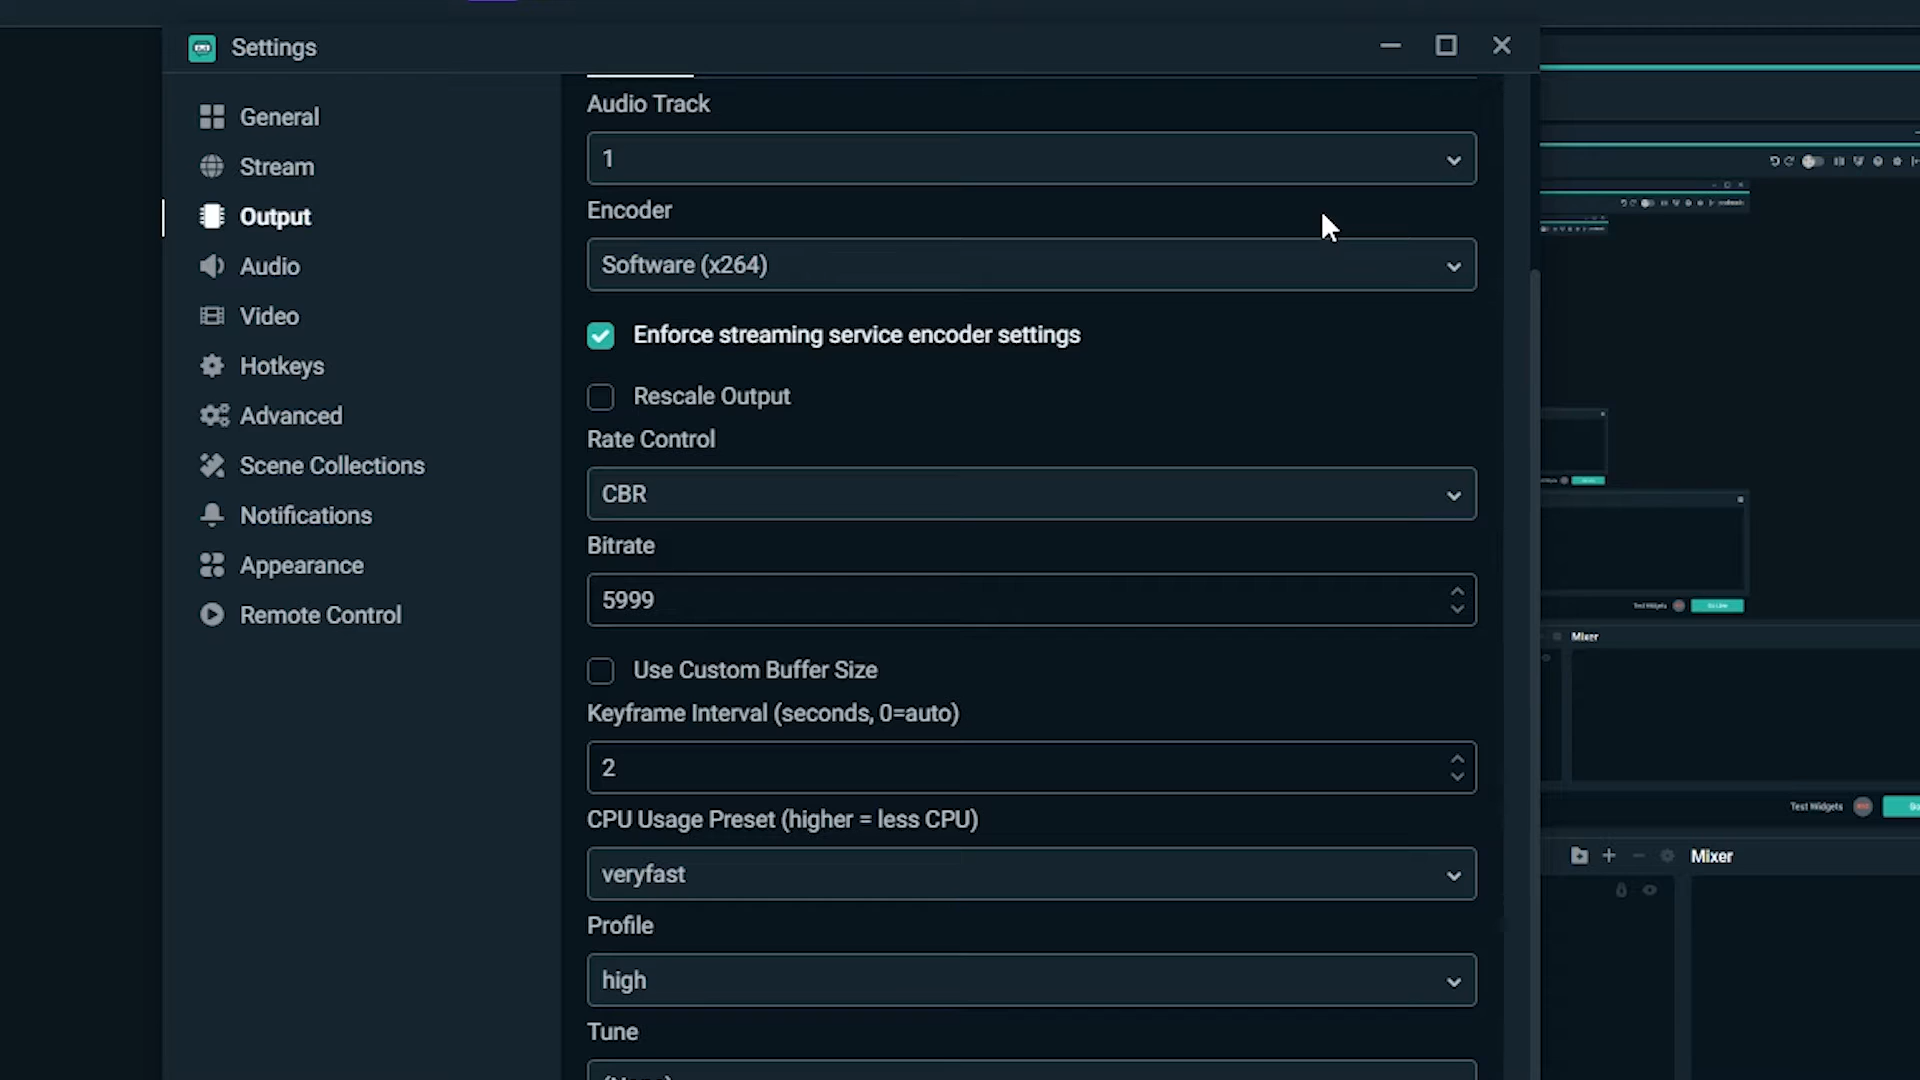 Settings
General
Stream
Output
Audio
Video
Hotkeys
Advanced
Scene Collections
Notifications
Appearance
Remote Control
Audio Track
1
Encoder
Software (x264)
Enforce streaming service encoder settings
Rescale Output
Rate Control
CBR
Bitrate
5999
Use Custom Buffer Size
Keyframe Interval (seconds, 0=auto)
2
CPU Usage Preset (higher = less CPU)
veryfast
Profile
high
Tune
Test Widgets
Mixer
Test Widgets
Mixer